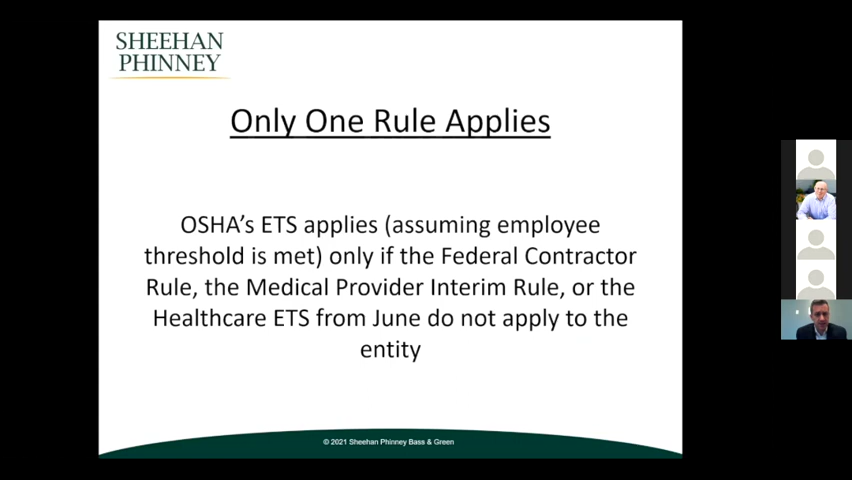 SHEEHAN
PHINNEY
Only One Rule Applies
OSHA’s ETS applies (assuming employee
threshold is met) only if the Federal Contractor
Rule, the Medical Provider Interim Rule, or the
Healthcare ETS from June do not apply to the
entity
© 2021 Sheehan Phinney Bass & Green